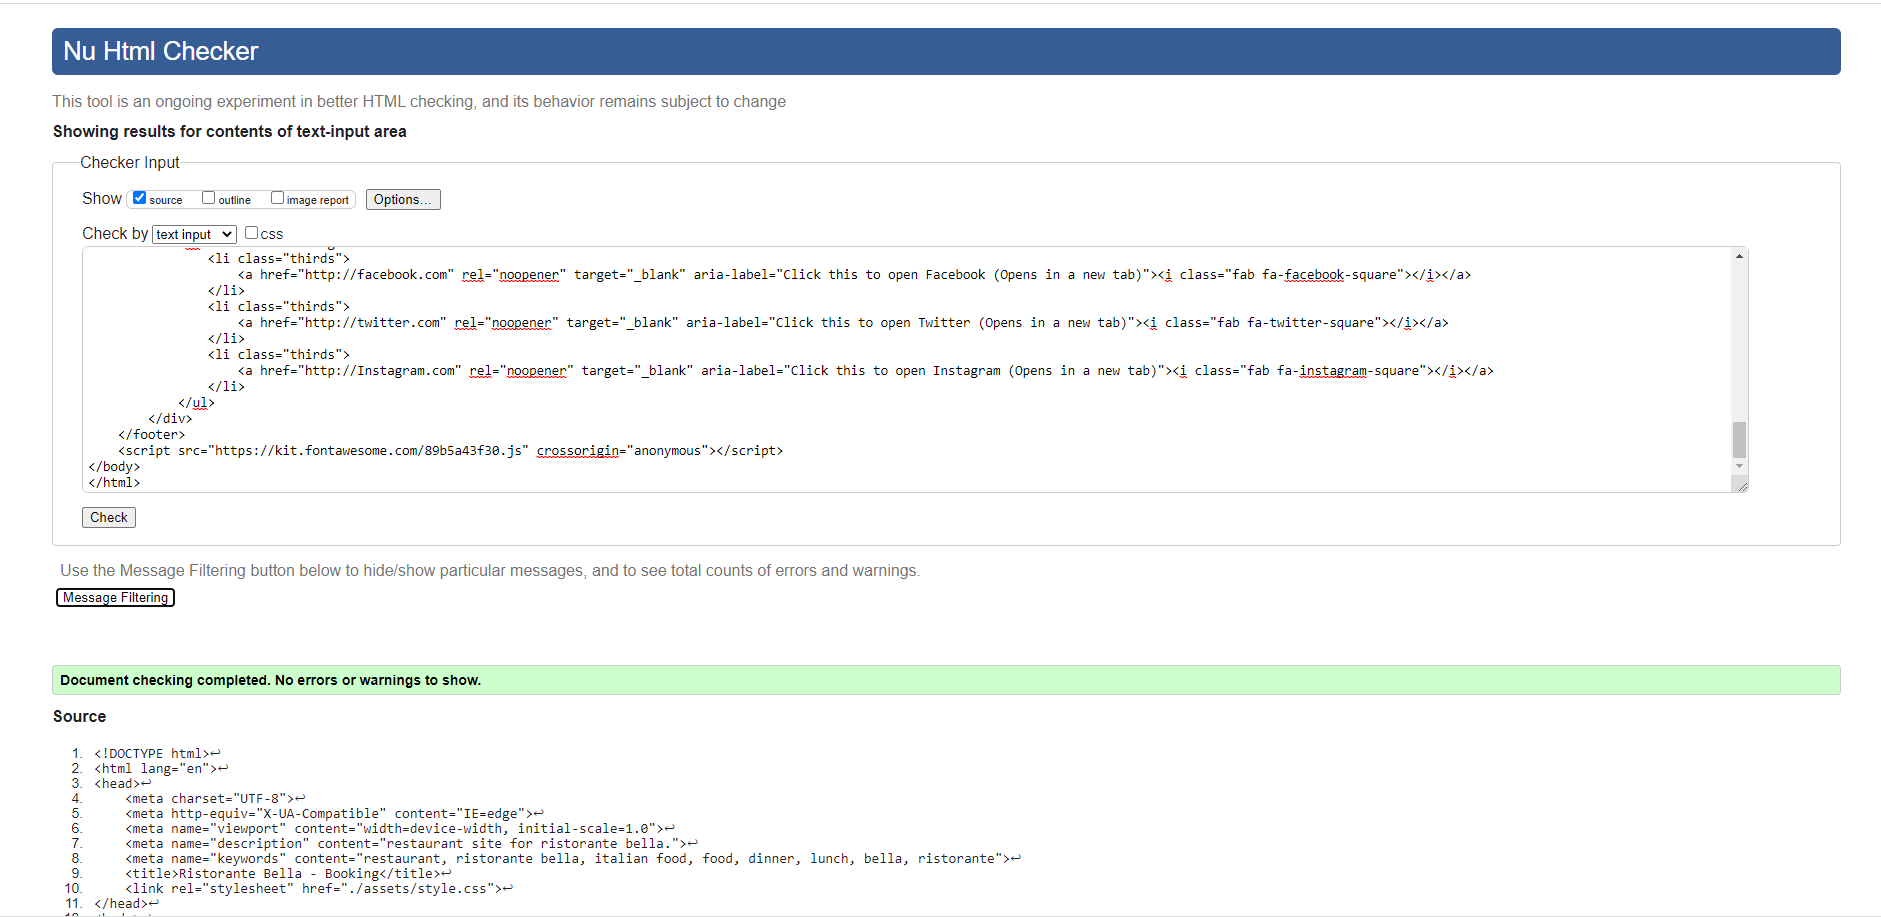 Nu Html Checker
This tool is an ongoing experiment in better HTML checking, and its behavior remains subject to change
Showing results for contents of text-input area
Checker Input
Show source outline image report Options...
Check by text input css
<li class="thirds">
<a href="http://facebook.com" rel="noopener" target="_blank" aria-label="Click this to open Facebook (Opens in a new tab)"><i class="fab fa-facebook-square"></i></a>
</li>
<li class="thirds">
<a href="http://twitter.com" rel="noopener" target="_blank" aria-label="Click this to open Twitter (Opens in a new tab)"><i class="fab fa-twitter-square"></i></a>
</li>
<li class="thirds">
<a href="http://Instagram.com" rel="noopener" target="_blank" aria-label="Click this to open Instagram (Opens in a new tab)"><i class="fab fa-instagram-square"></i></a>
</li>
</ul>
</div>
</footer>
<script src="https://kit.fontawesome.com/89b5a43f30.js" crossorigin="anonymous"></script>
</body>
</html>
Check
Use the Message Filtering button below to hide/show particular messages, and to see total counts of errors and warnings.
Message Filtering
Document checking completed. No errors or warnings to show.
Source
1. <!DOCTYPE html>↩
2. <html lang="en">↩
3. <head>↩
4. <meta charset="UTF-8">↩
5. <meta http-equiv="X-UA-Compatible" content="IE=edge">↩
6. <meta name="viewport" content="width=device-width, initial-scale=1.0">↩
7. <meta name="description" content="restaurant site for ristorante bella.">↩
8. <meta name="keywords" content="restaurant, ristorante bella, italian food, food, dinner, lunch, bella, ristorante">↩
9. <title>Ristorante Bella - Booking</title>↩
10. <link rel="stylesheet" href="./assets/style.css">↩
11. </head>↩